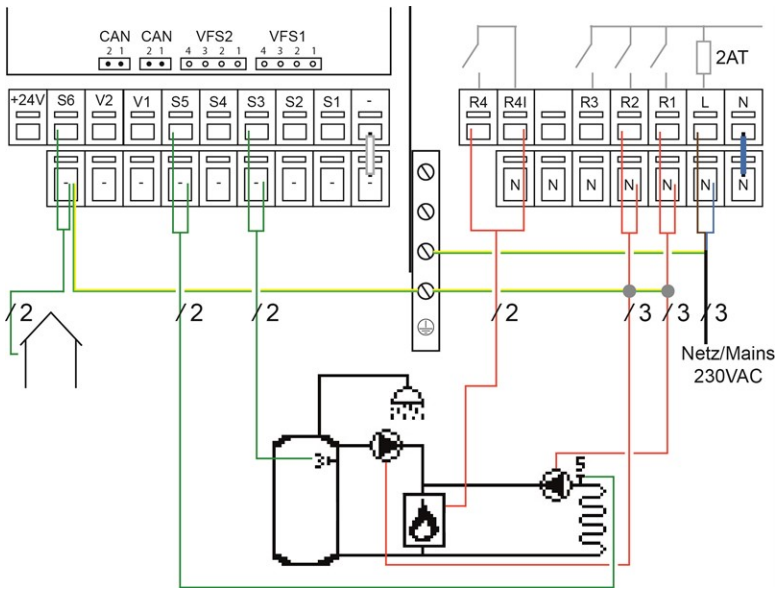 CAN CAN VFS2 VFS1
2 1 2 1 4 3 2 1 4 3 2 1
2AT
+24V S6 V2 V1 S5 S4 S3 S2 S1 -
R4 R4I R3 R2 R1 L N
- - - - - - - - -
N N N N N N N
/2 /2 /2 /2 /3 /3 /3
Netz/Mains
230VAC
3
5